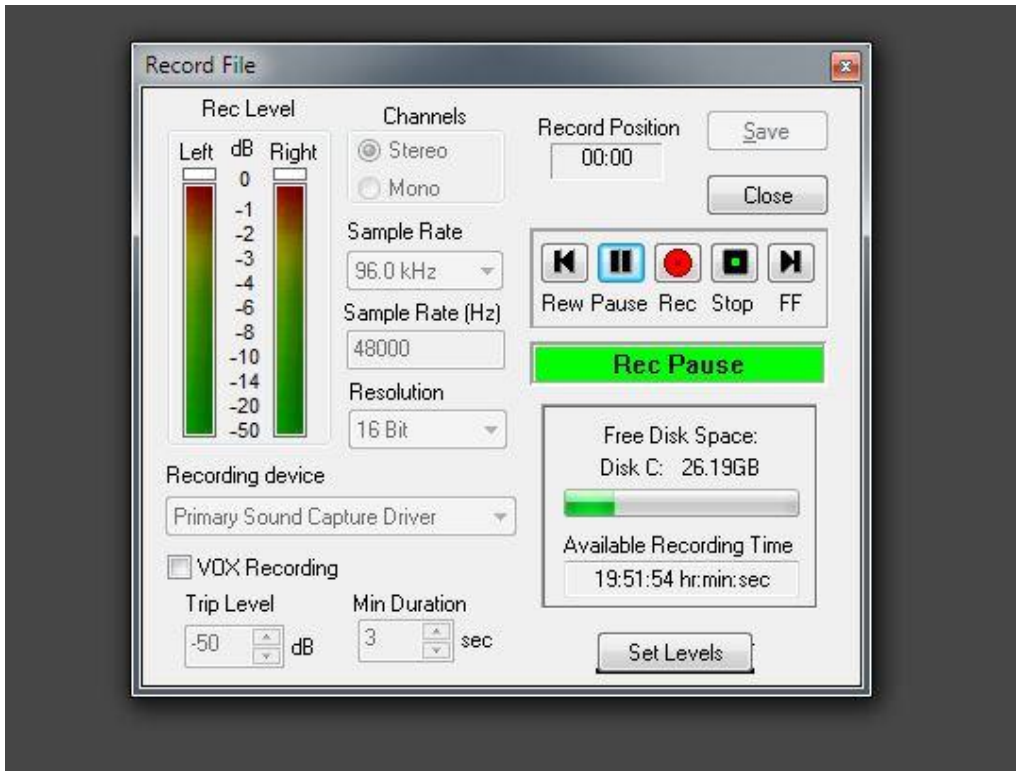 Record File
Rec Level
Left dB Right
0
-1
-2
-3
-4
-6
-8
-10
-14
-20
-50
Channels
Stereo
Mono
Sample Rate
96.0 kHz
Sample Rate (Hz)
48000
Resolution
16 Bit
Recording device
Primary Sound Capture Driver
VOX Recording
Trip Level
-50 dB
Min Duration
3 sec
Record Position
00:00
Save
Close
Rew Pause Rec Stop FF
Rec Pause
Free Disk Space:
Disk C: 26.19GB
Available Recording Time
19:51:54 hr:min:sec
Set Levels